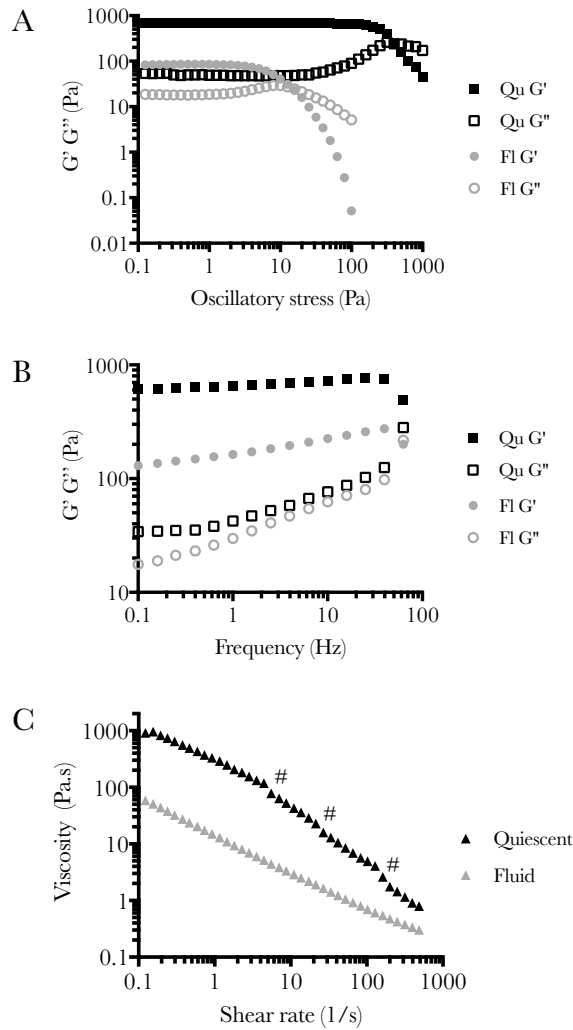 A
1000
100
10
1
0.1
0.01
G' G” (Pa)
0.1
1
10
100
1000
Oscillatory stress (Pa)
Qu G'
Qu G"
Fl G'
Fl G"
B
1000
100
10
G' G” (Pa)
0.1
1
10
100
Frequency (Hz)
Qu G'
Qu G"
Fl G'
Fl G"
C
1000
100
10
1
0.1
Viscosity (Pa.s)
#
#
#
0.1
1
10
100
1000
Shear rate (1/s)
Quiescent
Fluid